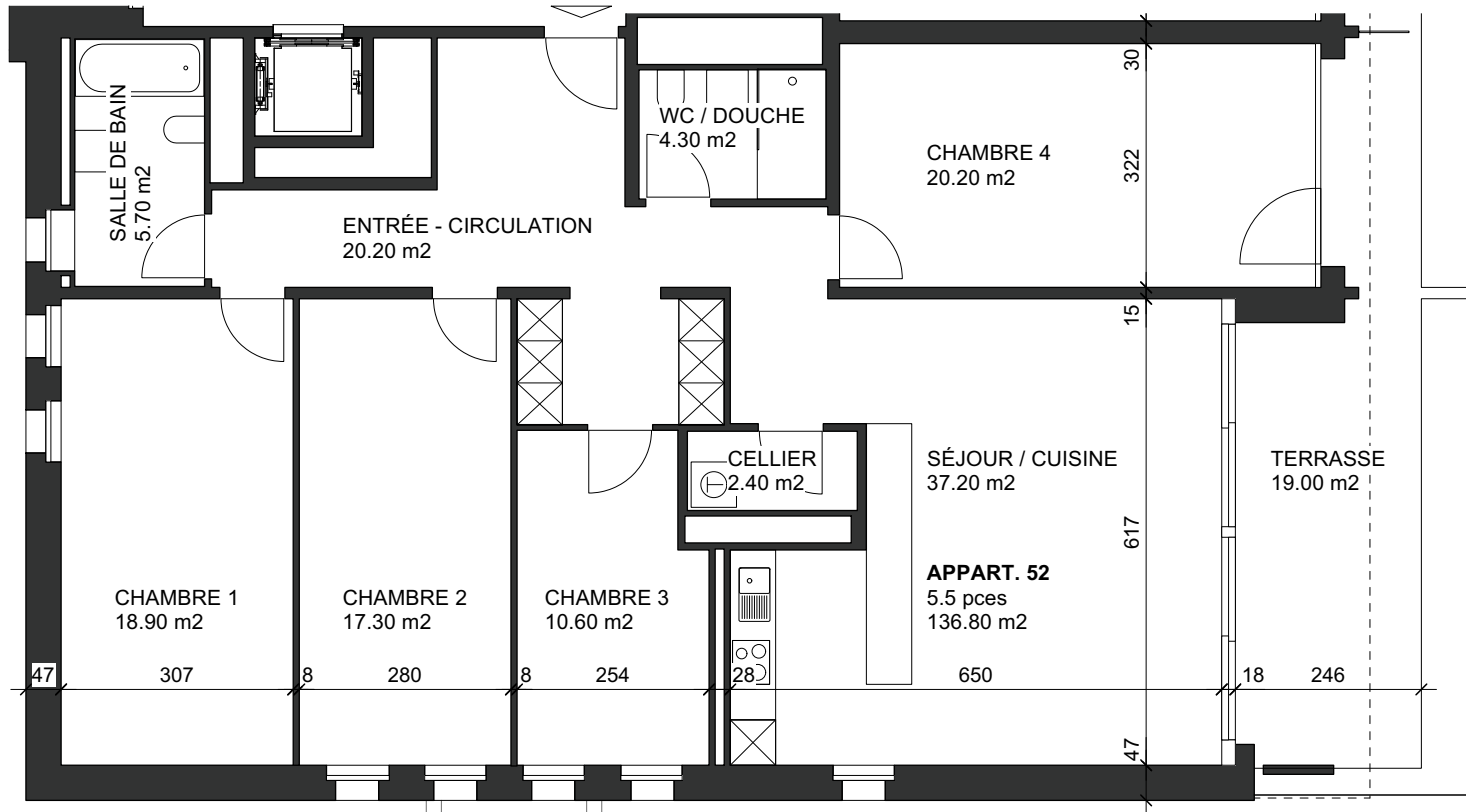 SALLE DE BAIN
5.70 m2
WC / DOUCHE
4.30 m2
CHAMBRE 4
20.20 m2
30
322
ENTRÉE - CIRCULATION
20.20 m2
15
CELLIER
2.40 m2
SÉJOUR / CUISINE
37.20 m2
TERRASSE
19.00 m2
617
CHAMBRE 1
18.90 m2
CHAMBRE 2
17.30 m2
CHAMBRE 3
10.60 m2
APPART. 52
5.5 pces
136.80 m2
47
307
8
280
8
254
28
650
18
246
47